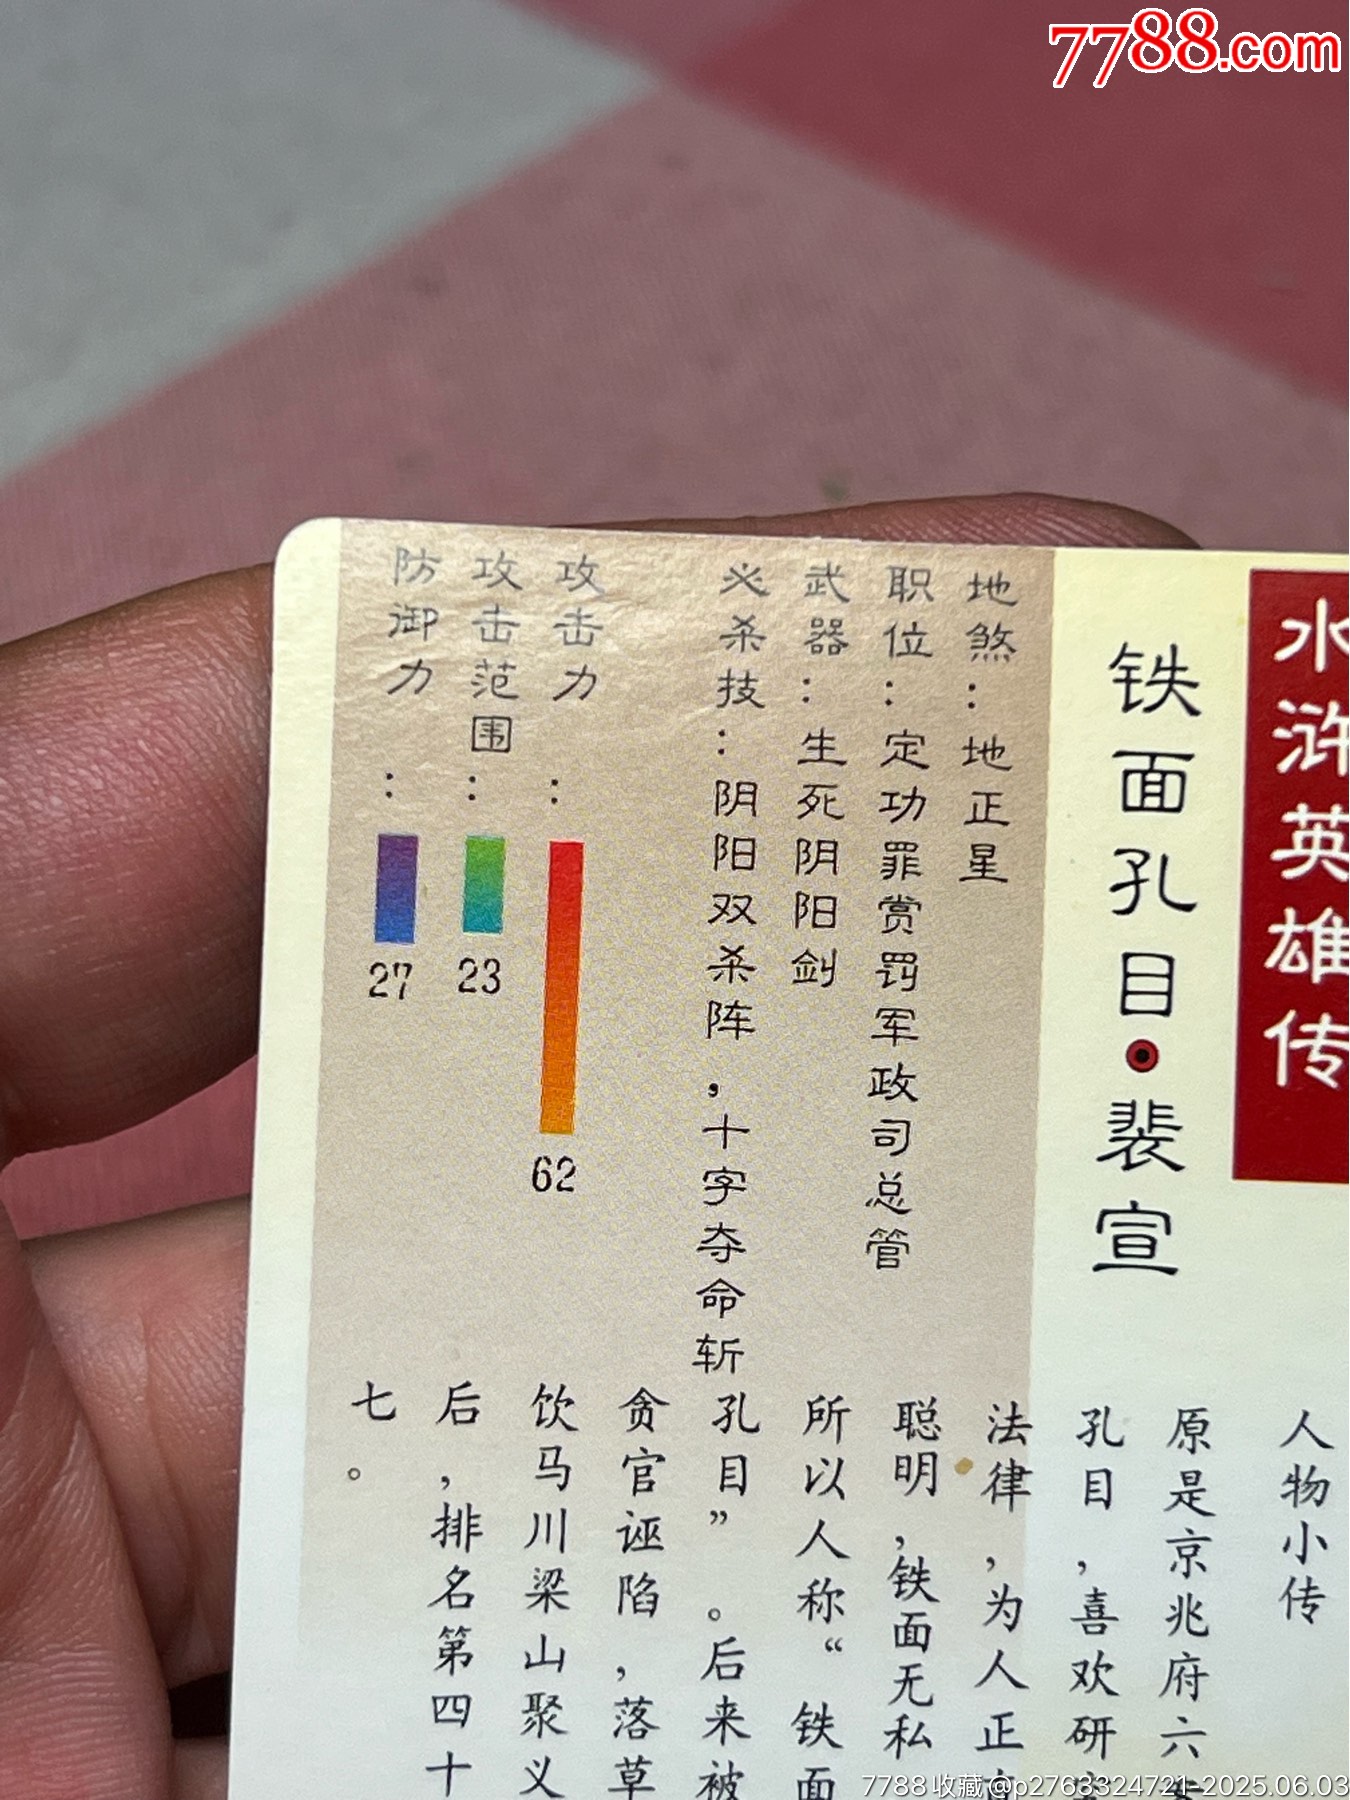 7788.com
水浒英雄传
铁面孔目·裴宣
地煞：地正星
职位：定功罪赏罚军政司总管
武器：生死阴阳剑
必杀技：阴阳双杀阵，十字夺命斩
攻击力：62
攻击范围：23
防御力：27
人物小传
原是京兆府六
孔目，喜欢研
法律，为人正
聪明，铁面无私
所以人称“铁面
孔目”。后来被
贪官诬陷，落草
饮马川梁山聚义
后，排名第四十
七。
7788收藏@p2763324721-2025.06.03